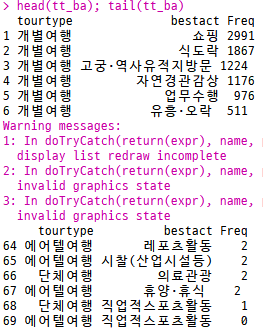 > head(tt_ba); tail(tt_ba)
tourtype bestact Freq
1 개별여행 쇼핑 2991
2 개별여행 식도락 1867
3 개별여행 고궁·역사유적지방문 1224
4 개별여행 자연경관감상 1176
5 개별여행 업무수행 976
6 개별여행 유흥·오락 511
Warning messages:
1: In doTryCatch(return(expr), name,
display list redraw incomplete
2: In doTryCatch(return(expr), name,
invalid graphics state
3: In doTryCatch(return(expr), name,
invalid graphics state
tourtype bestact Freq
64 에어텔여행 레포츠활동 2
65 에어텔여행 시찰(산업시설등) 2
66 단체여행 의료관광 2
67 에어텔여행 휴양·휴식 2
68 단체여행 직업적스포츠활동 1
69 에어텔여행 직업적스포츠활동 0